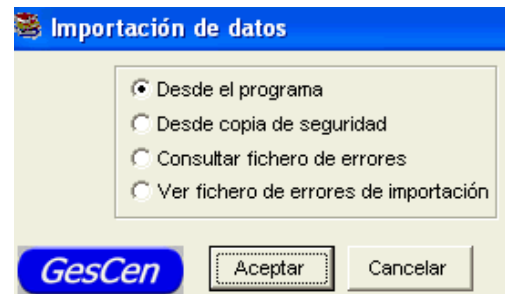 Importación de datos
Desde el programa
Desde copia de seguridad
Consultar fichero de errores
Ver fichero de errores de importación
GesCen Aceptar Cancelar